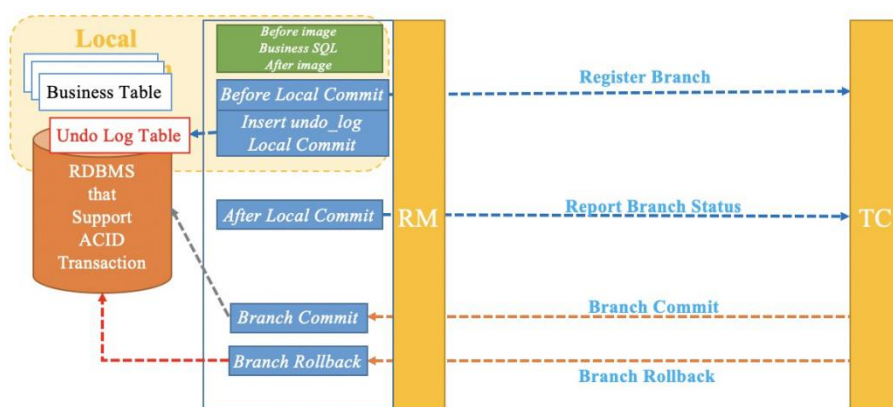 Local
Business Table
Undo Log Table
RDBMS
that
Support
ACID
Transaction
Before image
Business SQL
After image
Before Local Commit
Insert undo_log
Local Commit
After Local Commit
Branch Commit
Branch Rollback
RM
Register Branch
Report Branch Status
Branch Commit
Branch Rollback
TC